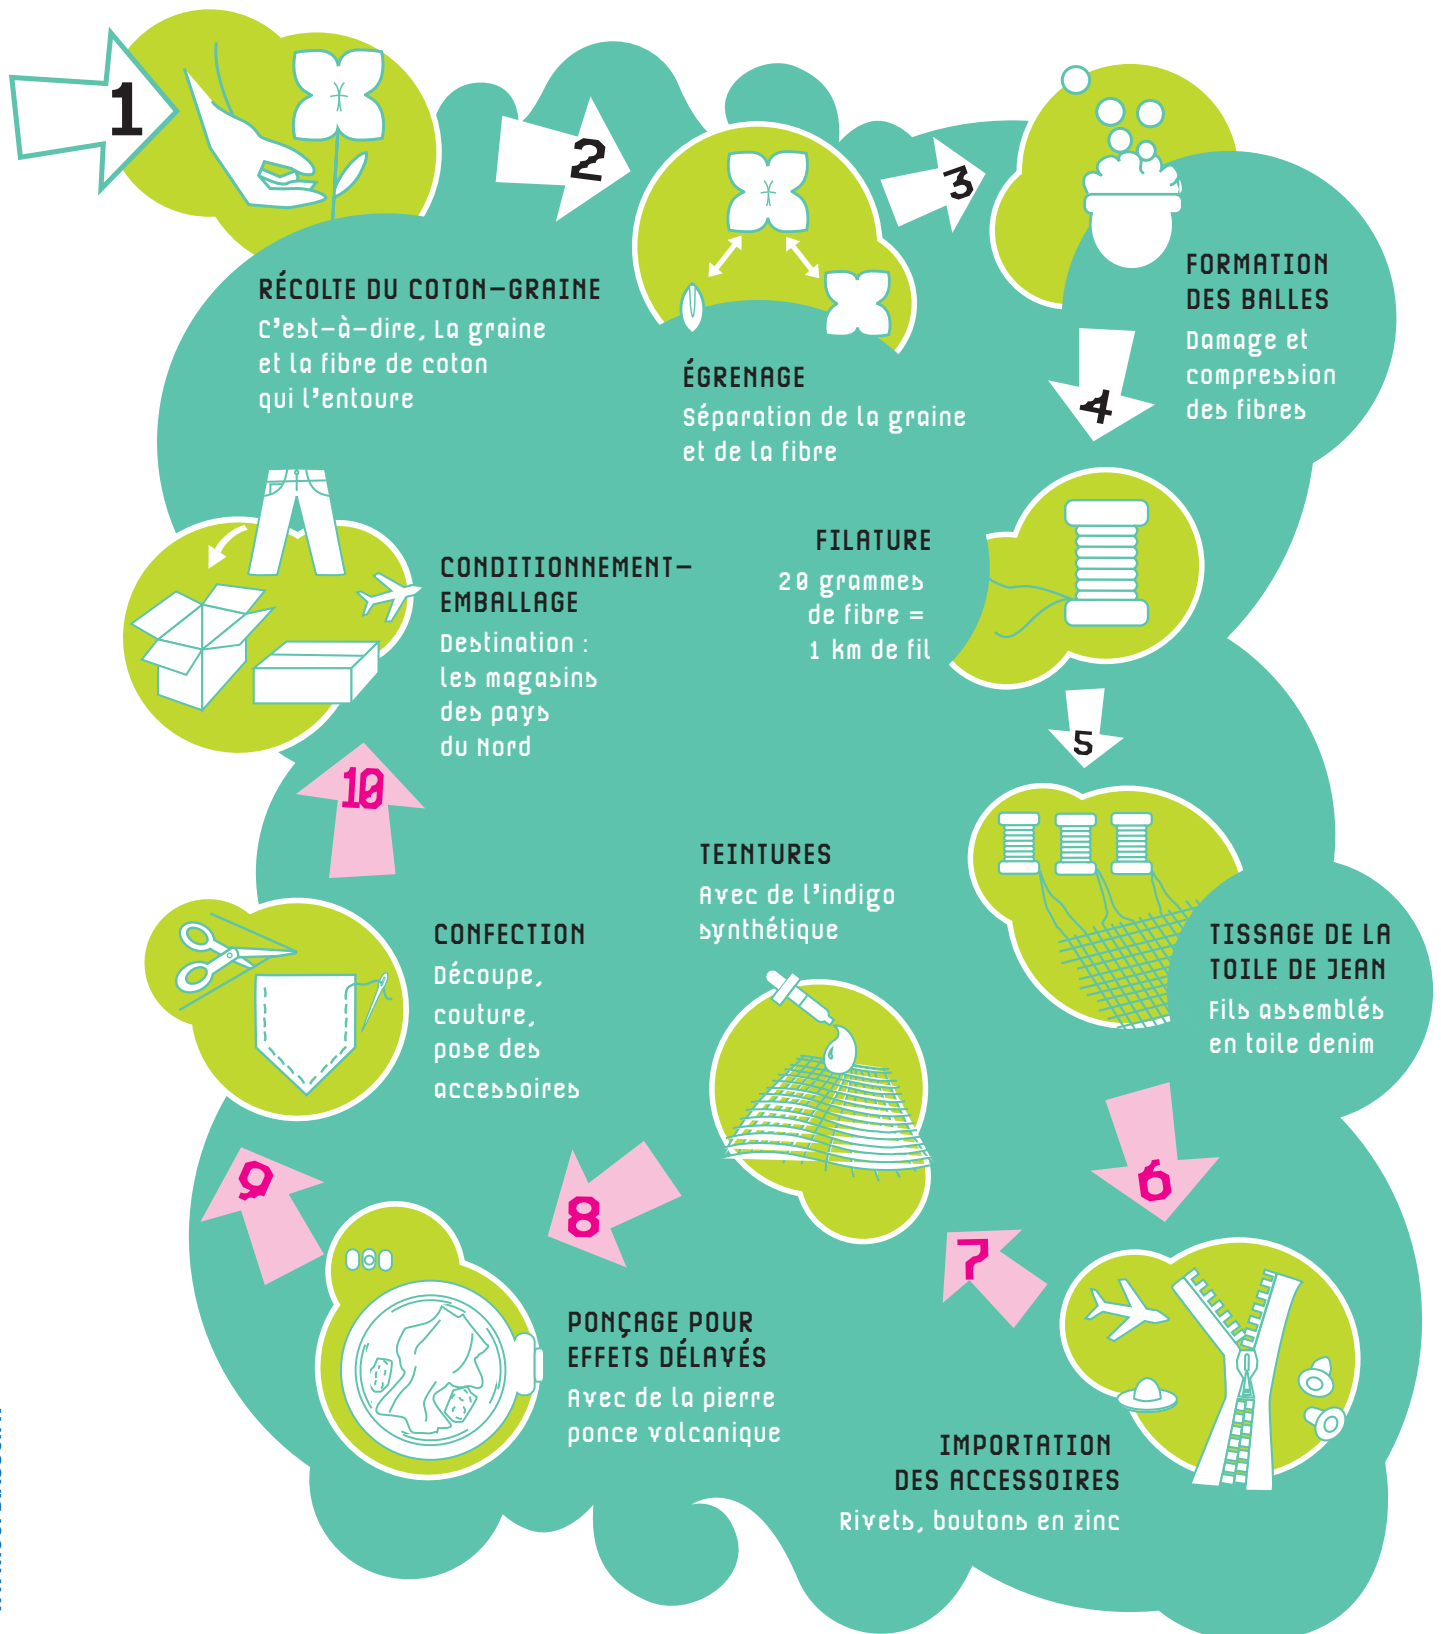 1
RÉCOLTE DU COTON-GRAINE
C'est-à-dire, La graine
et la fibre de coton
qui l'entoure
2
ÉGRENAGE
Séparation de la graine
et de la fibre
3
FORMATION
DES BALLES
Damage et
compression
des fibres
4
FILATURE
20 grammes
de fibre =
1 km de fil
5
TISSAGE DE LA
TOILE DE JEAN
Fils assemblés
en toile denim
6
IMPORTATION
DES ACCESSOIRES
Rivets, boutons en zinc
7
TEINTURES
Avec de l'indigo
synthétique
8
PONÇAGE POUR
EFFETS DÉLAVÉS
Avec de la pierre
ponce volcanique
9
CONFECTION
Découpe,
couture,
pose des
accessoires
10
CONDITIONNEMENT-
EMBALLAGE
Destination :
les magasins
des pays
du Nord